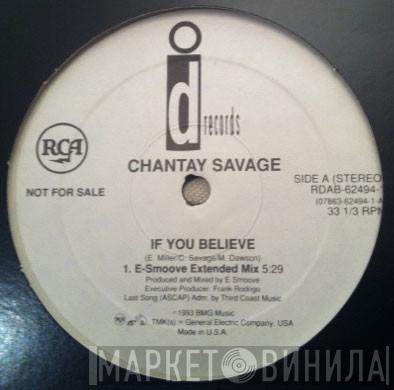 id records
RCA
CHANTAY SAVAGE
NOT FOR SALE
SIDE A (STEREO)
RDAB-62494-1
(07863-62494-1-A)
33 1/3 RPM
IF YOU BELIEVE
(E. Miller/C. Savage/M. Dawson)
1. E-Smoove Extended Mix 5:29
Produced and Mixed by E-Smoove
Executive Producer: Frank Rodrigo
Last Song (ASCAP) Adm. by Third Coast Music.
℗1993 BMG Music
TMK(s) ® General Electric Company, USA
Made in U.S.A.
МАРКЕТ ВИНИЛА